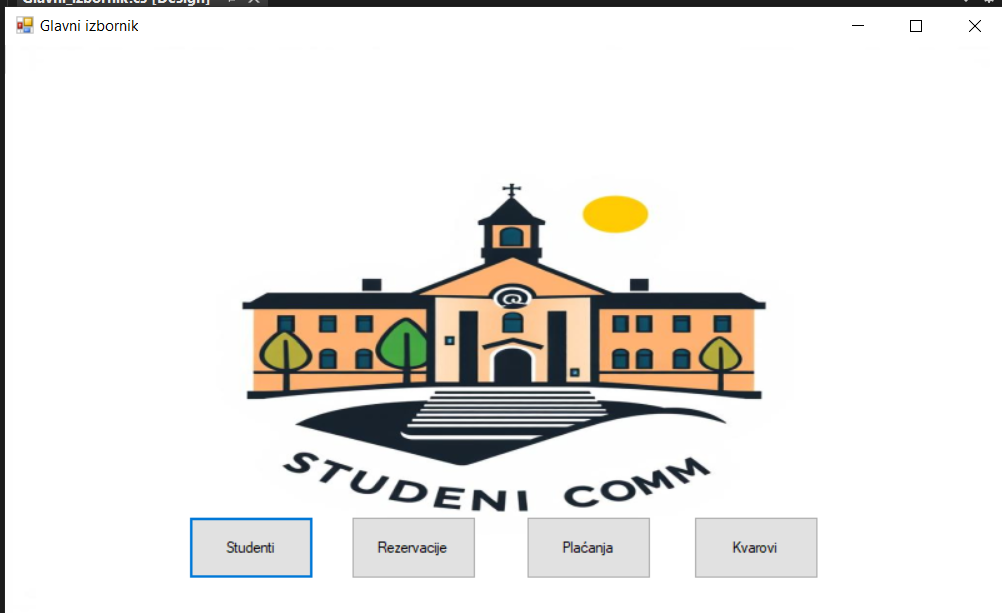 Glavni_izbornik.cs [Design]
Glavni izbornik
@
STUDENI COMM
Studenti
Rezervacije
Plaćanja
Kvarovi